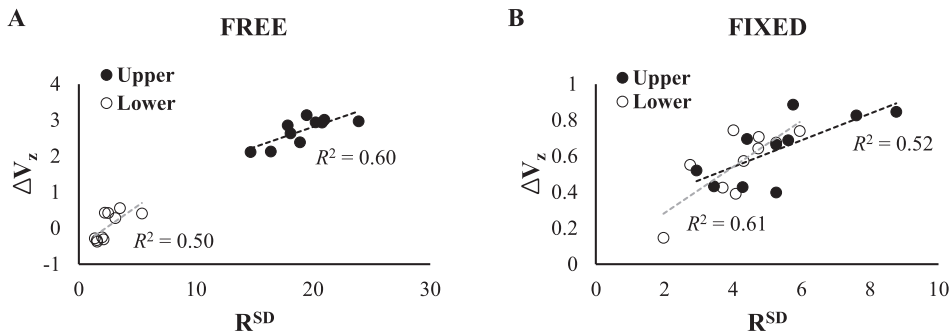 A
FREE
Upper
Lower
4
3
2
1
0
-1
ΔVz
R² = 0.60
R² = 0.50
0
10
20
30
R^SD
B
FIXED
Upper
Lower
1
0.8
0.6
0.4
0.2
0
ΔVz
R² = 0.52
R² = 0.61
0
2
4
6
8
10
R^SD